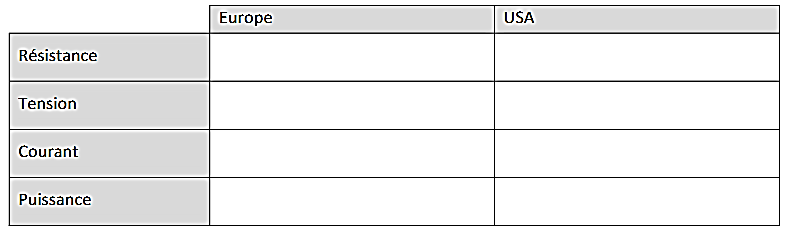 Europe USA
Résistance
Tension
Courant
Puissance